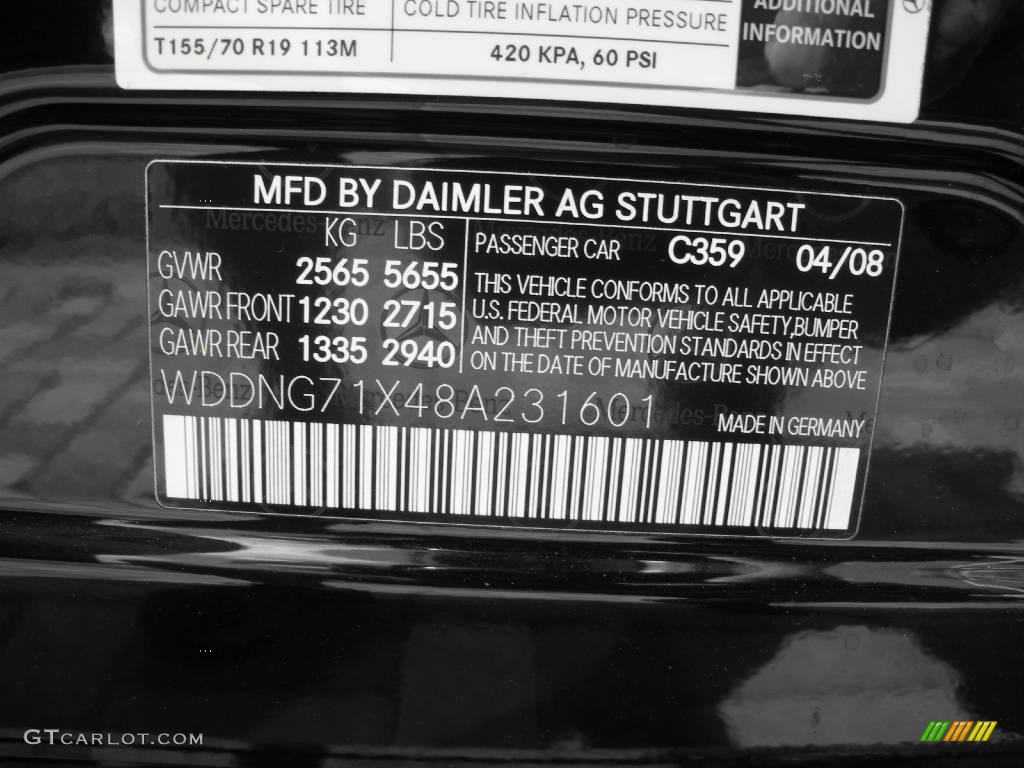 COMPACT SPARE TIRE
T155/70 R19 113M
COLD TIRE INFLATION PRESSURE
420 KPA, 60 PSI
ADDITIONAL
INFORMATION
MFD BY DAIMLER AG STUTTGART
KG LBS
GVWR 2565 5655
GAWR FRONT 1230 2715
GAWR REAR 1335 2940
PASSENGER CAR C359 04/08
THIS VEHICLE CONFORMS TO ALL APPLICABLE
U.S. FEDERAL MOTOR VEHICLE SAFETY,BUMPER
AND THEFT PREVENTION STANDARDS IN EFFECT
ON THE DATE OF MANUFACTURE SHOWN ABOVE
WDDNG71X48A231601
MADE IN GERMANY
Mercedes-Benz
GTCARLOT.COM